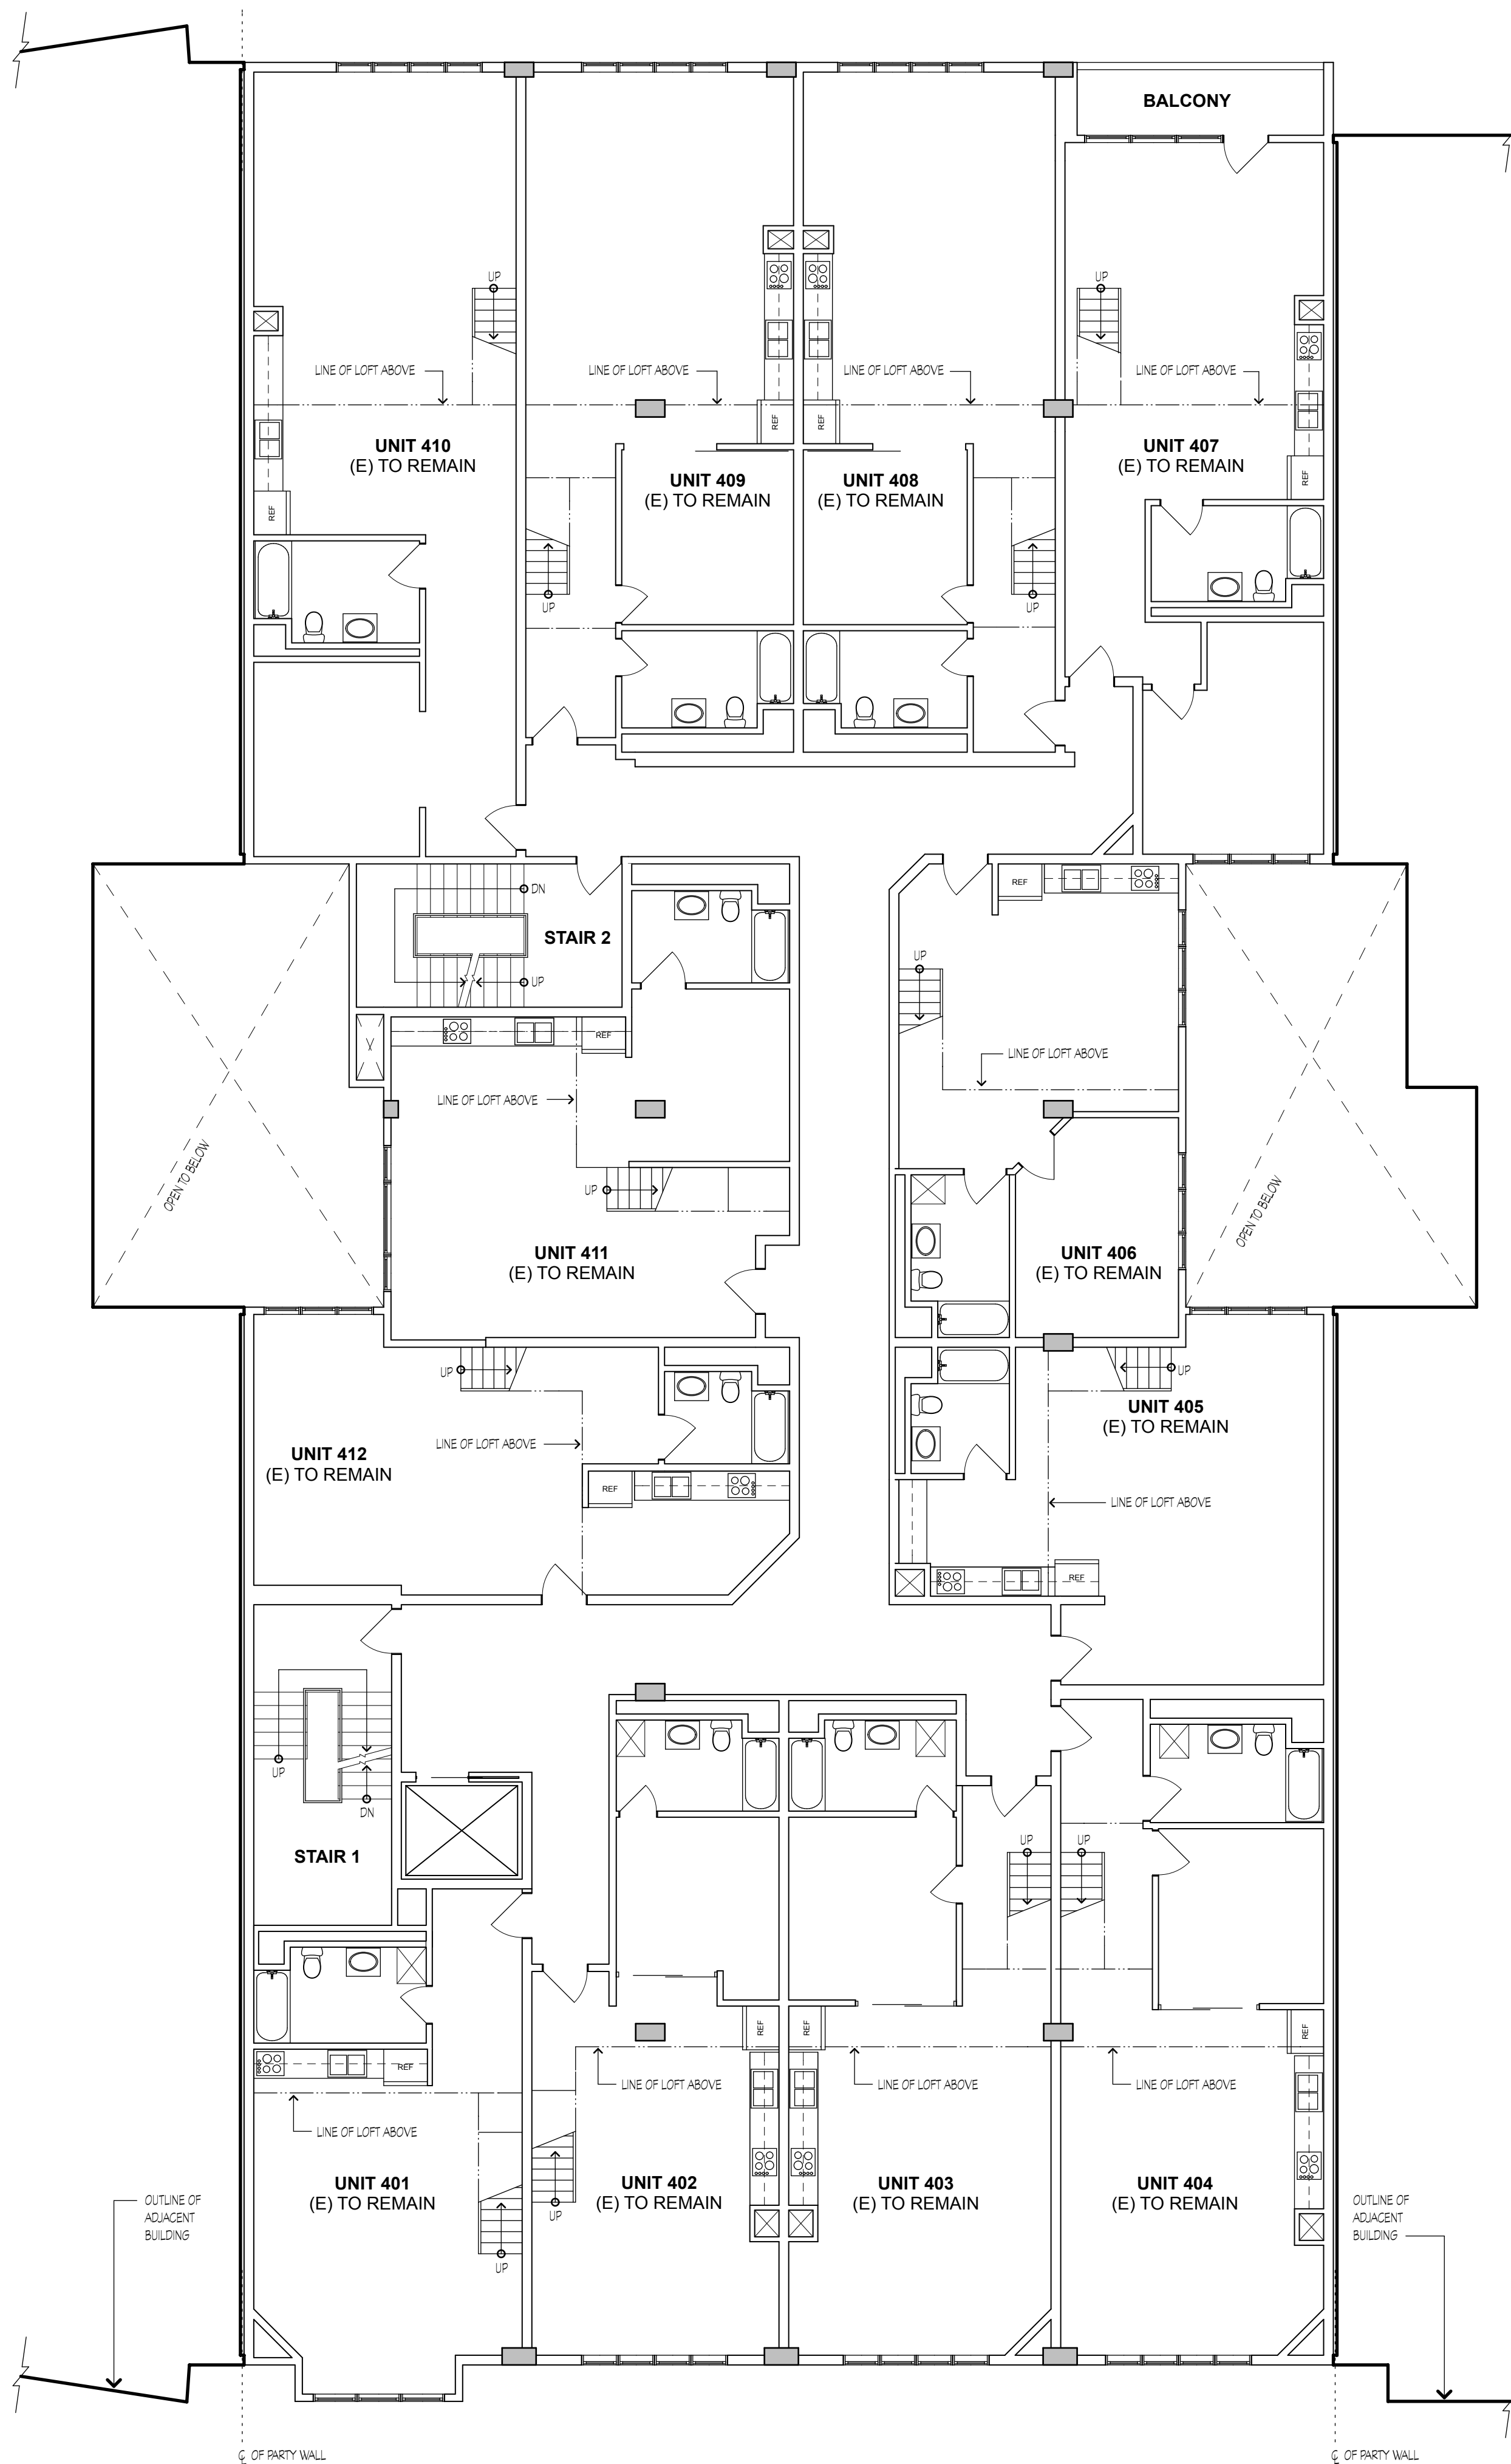 BALCONY
UP
UP
LINE OF LOFT ABOVE
LINE OF LOFT ABOVE
LINE OF LOFT ABOVE
LINE OF LOFT ABOVE
REF
REF
UNIT 410
(E) TO REMAIN
UNIT 409
(E) TO REMAIN
UNIT 408
(E) TO REMAIN
UNIT 407
(E) TO REMAIN
REF
REF
UP
UP
DN
REF
STAIR 2
UP
UP
REF
LINE OF LOFT ABOVE
LINE OF LOFT ABOVE
OPEN TO BELOW
UP
OPEN TO BELOW
UNIT 411
(E) TO REMAIN
UNIT 406
(E) TO REMAIN
UP
UP
UNIT 405
(E) TO REMAIN
LINE OF LOFT ABOVE
UNIT 412
(E) TO REMAIN
REF
LINE OF LOFT ABOVE
REF
UP
DN
UP
UP
STAIR 1
REF
REF
REF
REF
LINE OF LOFT ABOVE
LINE OF LOFT ABOVE
LINE OF LOFT ABOVE
LINE OF LOFT ABOVE
UNIT 401
(E) TO REMAIN
UNIT 402
(E) TO REMAIN
UNIT 403
(E) TO REMAIN
UNIT 404
(E) TO REMAIN
UP
UP
OUTLINE OF
ADJACENT
BUILDING
OUTLINE OF
ADJACENT
BUILDING
℄ OF PARTY WALL
℄ OF PARTY WALL